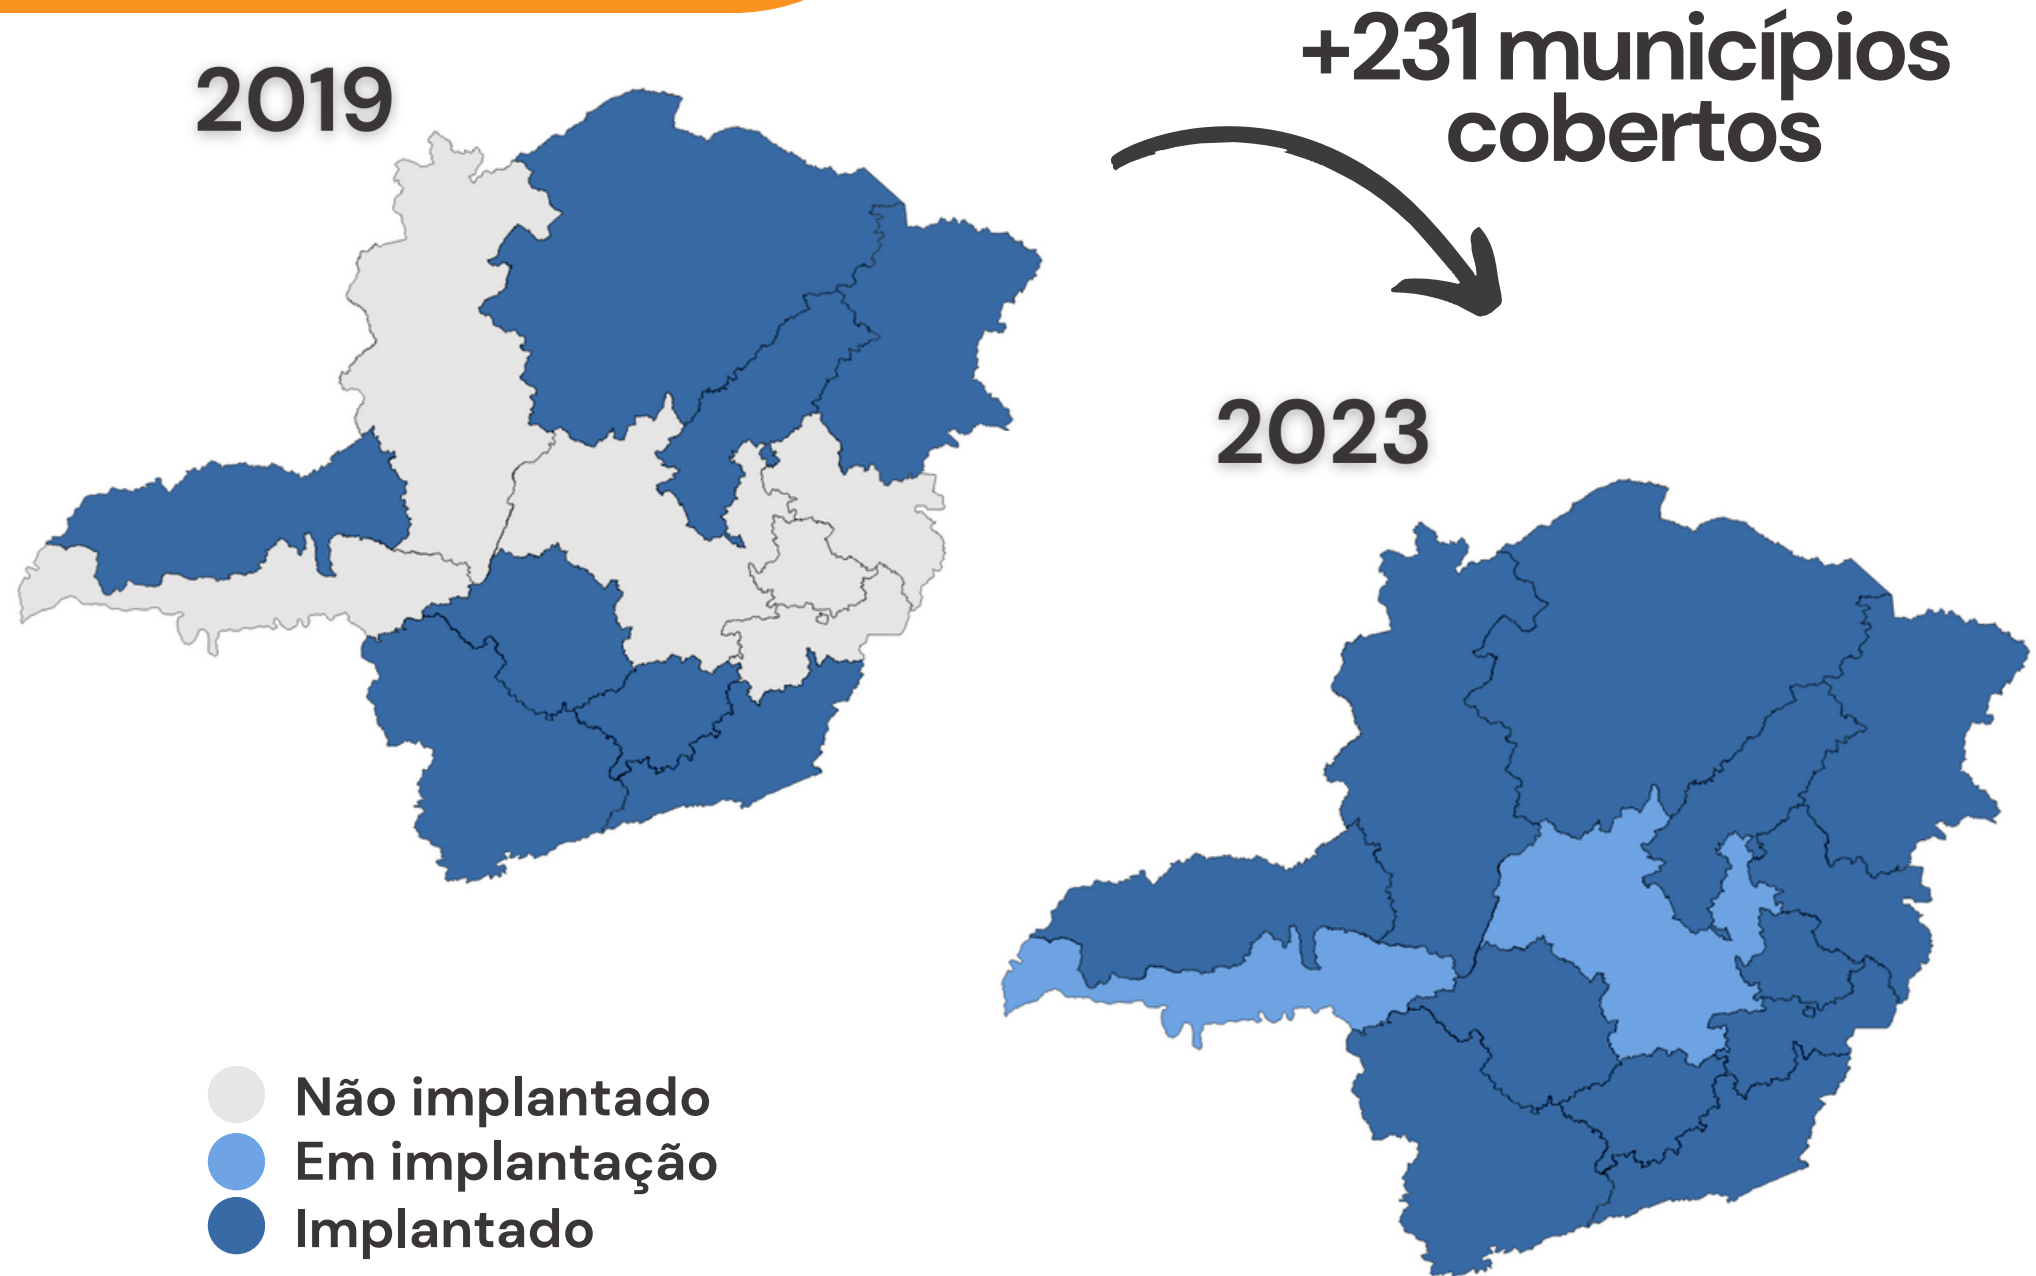 2019
+231 municípios
cobertos
2023
Não implantado
Em implantação
Implantado